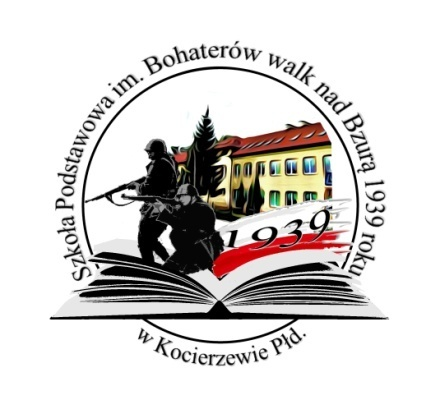 Szkoła Podstawowa im. Bohaterów walk nad Bzurą 1939 roku
1939
w Kocierzewie Płd.